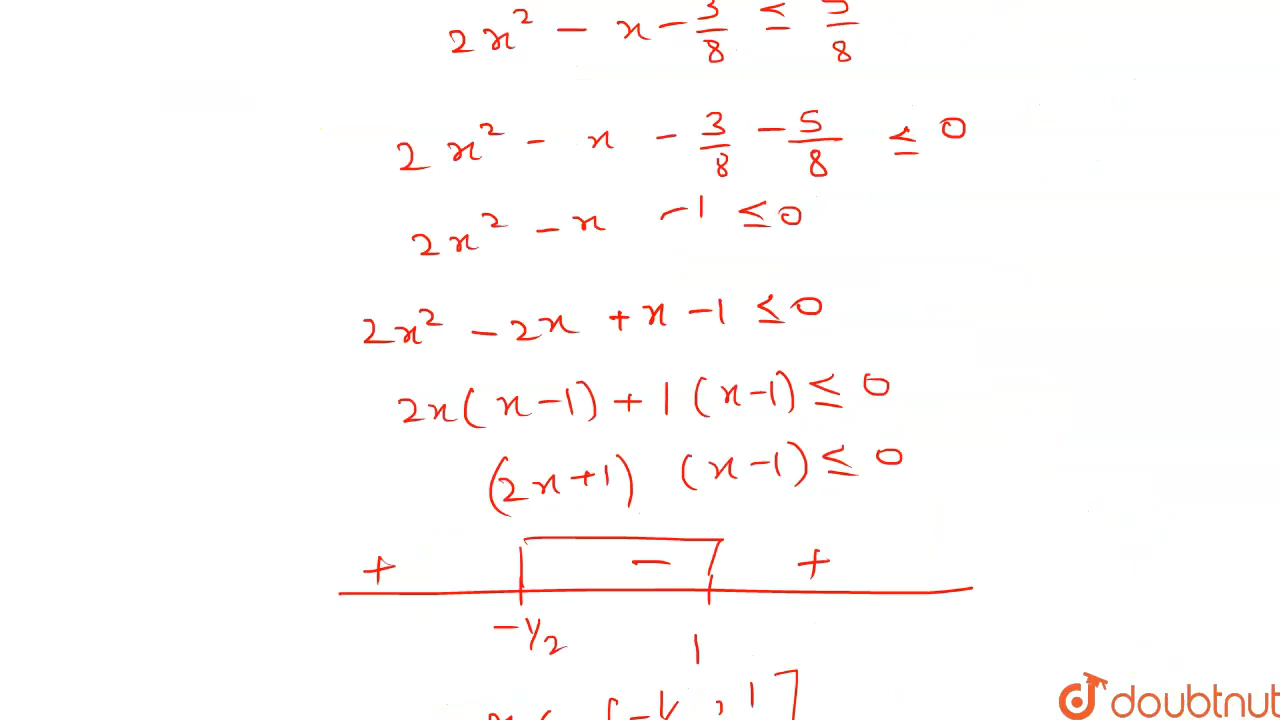 2x² - x - 3/8 ≤ 5/8
2x² - x - 3/8 - 5/8 ≤ 0
2x² - x - 1 ≤ 0
2x² - 2x + x - 1 ≤ 0
2x(x-1) + 1(x-1) ≤ 0
(2x+1) (x-1) ≤ 0
+ - +
-1/2 1
, 1]
doubtnut